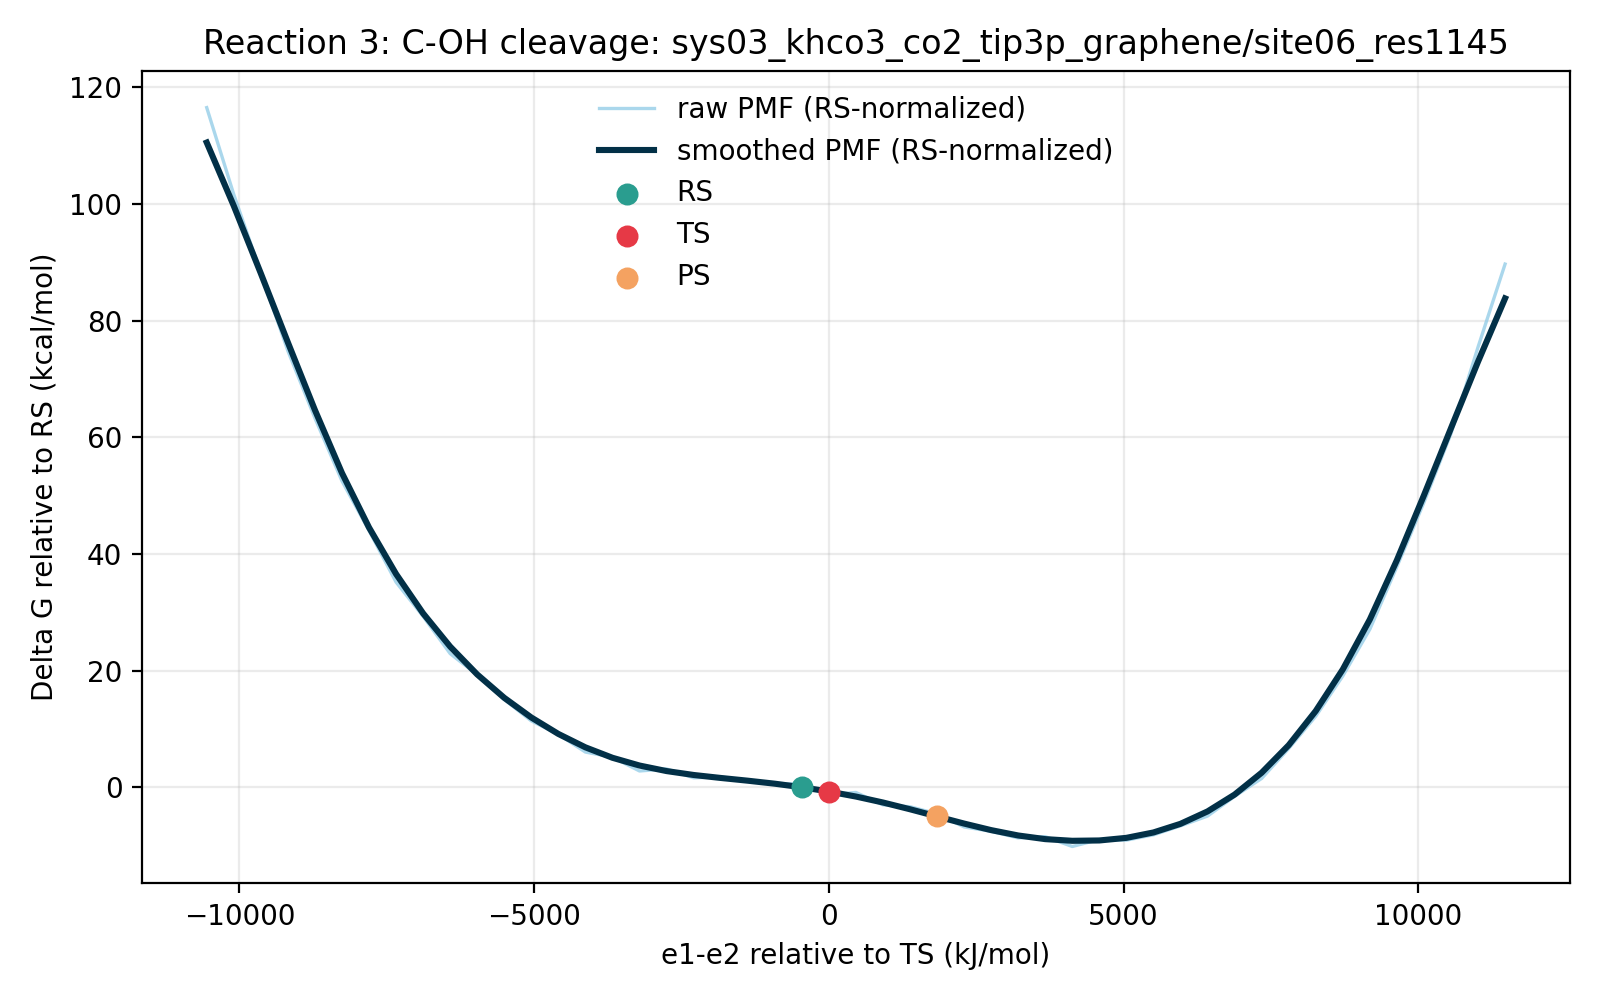 Reaction 3: C-OH cleavage: sys03_khco3_co2_tip3p_graphene/site06_res1145
raw PMF (RS-normalized)
smoothed PMF (RS-normalized)
RS
TS
PS
Delta G relative to RS (kcal/mol)
120
100
80
60
40
20
0
−10000
−5000
0
5000
10000
e1-e2 relative to TS (kJ/mol)